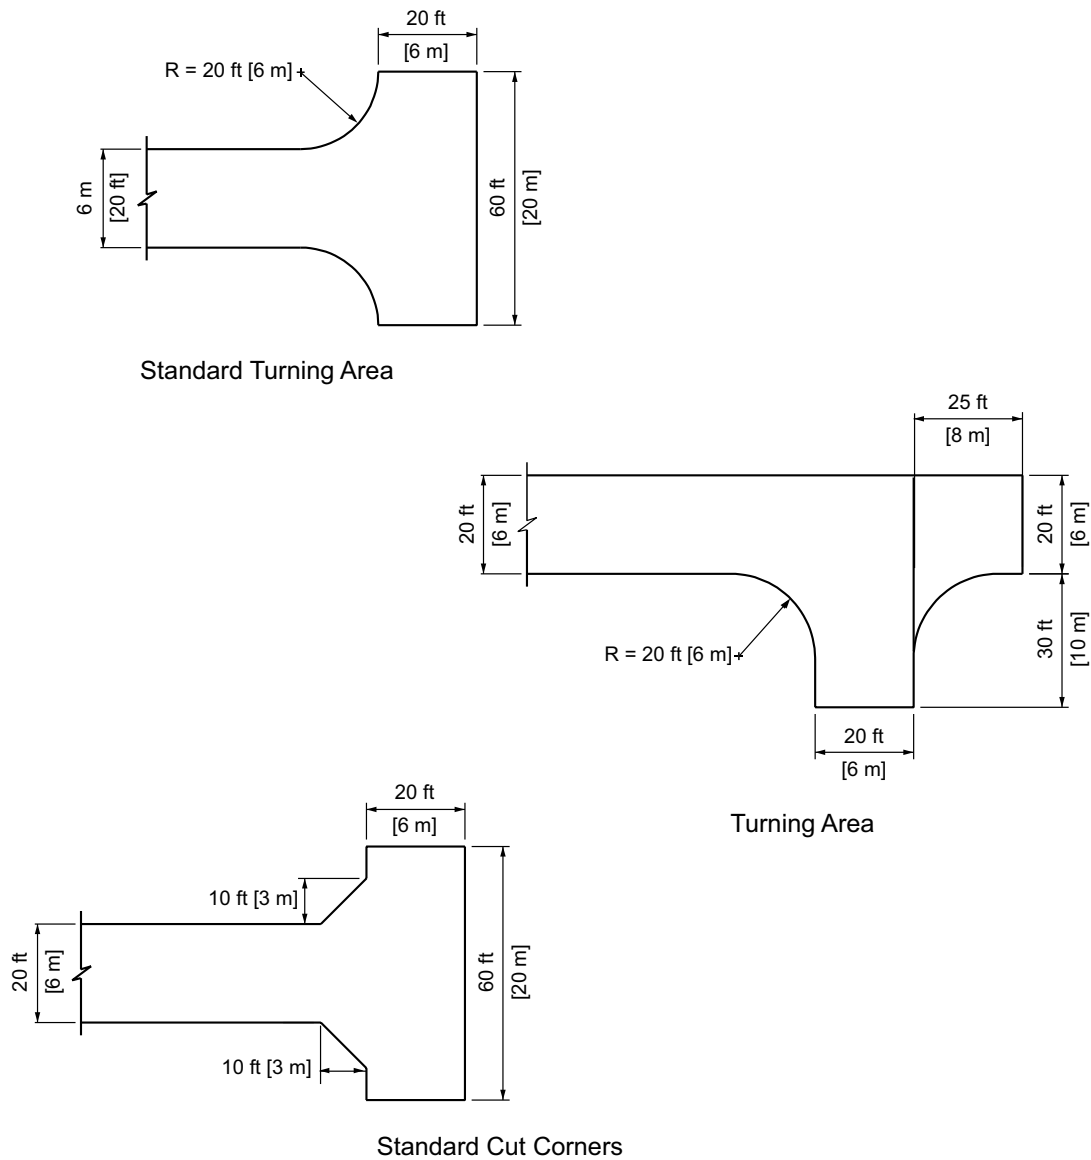 20 ft
[6 m]
R = 20 ft [6 m]
6 m
[20 ft]
60 ft
[20 m]
Standard Turning Area
25 ft
[8 m]
20 ft
[6 m]
20 ft
[6 m]
R = 20 ft [6 m]
30 ft
[10 m]
20 ft
[6 m]
Turning Area
20 ft
[6 m]
10 ft [3 m]
20 ft
[6 m]
60 ft
[20 m]
10 ft [3 m]
Standard Cut Corners